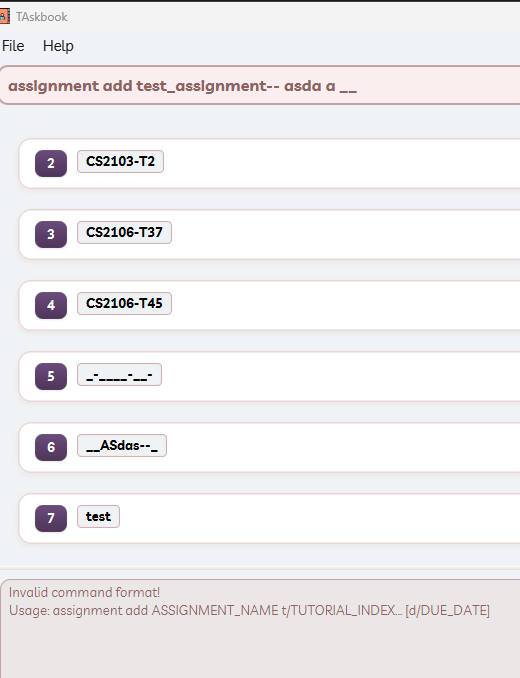 TAskbook
File Help
assignment add test_assignment-- asda a __
2 CS2103-T2
3 CS2106-T37
4 CS2106-T45
5 _-____-__-
6 __ASdas--_
7 test
Invalid command format!
Usage: assignment add ASSIGNMENT_NAME t/TUTORIAL_INDEX... [d/DUE_DATE]